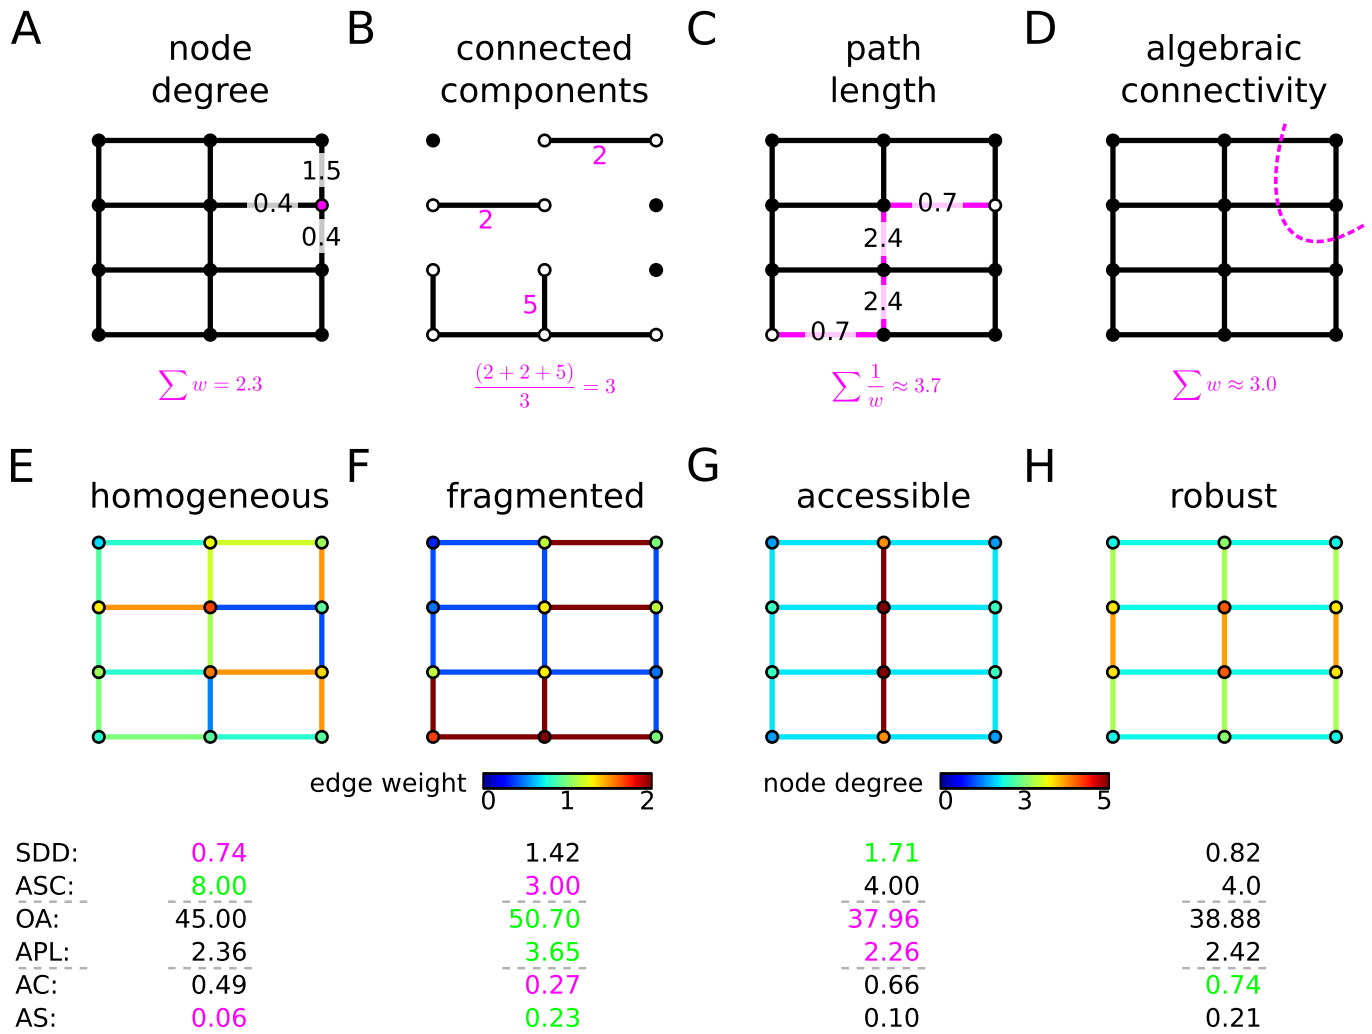 A
node
degree
B
connected
components
C
path
length
D
algebraic
connectivity
1.5
0.4
0.4
∑ w = 2.3
2
2
5
(2 + 2 + 5)
3
= 3
0.7
2.4
2.4
0.7
∑ 1/w ≈ 3.7
∑ w ≈ 3.0
E
homogeneous
F
fragmented
G
accessible
H
robust
edge weight
0 1 2
node degree
0 3 5
SDD: 0.74 1.42 1.71 0.82
ASC: 8.00 3.00 4.00 4.0
OA: 45.00 50.70 37.96 38.88
APL: 2.36 3.65 2.26 2.42
AC: 0.49 0.27 0.66 0.74
AS: 0.06 0.23 0.10 0.21